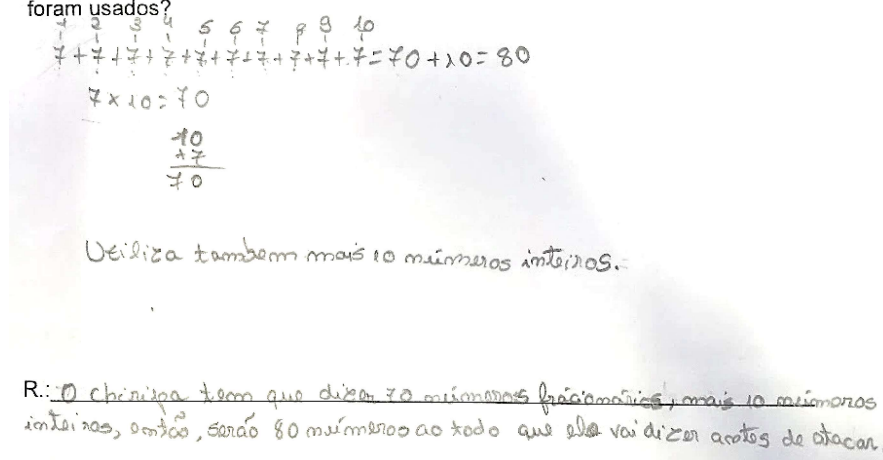 foram usados?
1 2 3 4 5 6 7 8 9 10
7+7+7+7+7+7+7+7+7+7=70+10=80
7x10=70
10
x7
70
Utiliza tambem mais 10 números inteiros.
R.: O chiripa tem que dizer 70 números fracionários, mais 10 números
inteiros, então, serão 80 números ao todo que ele vai dizer antes de atacar